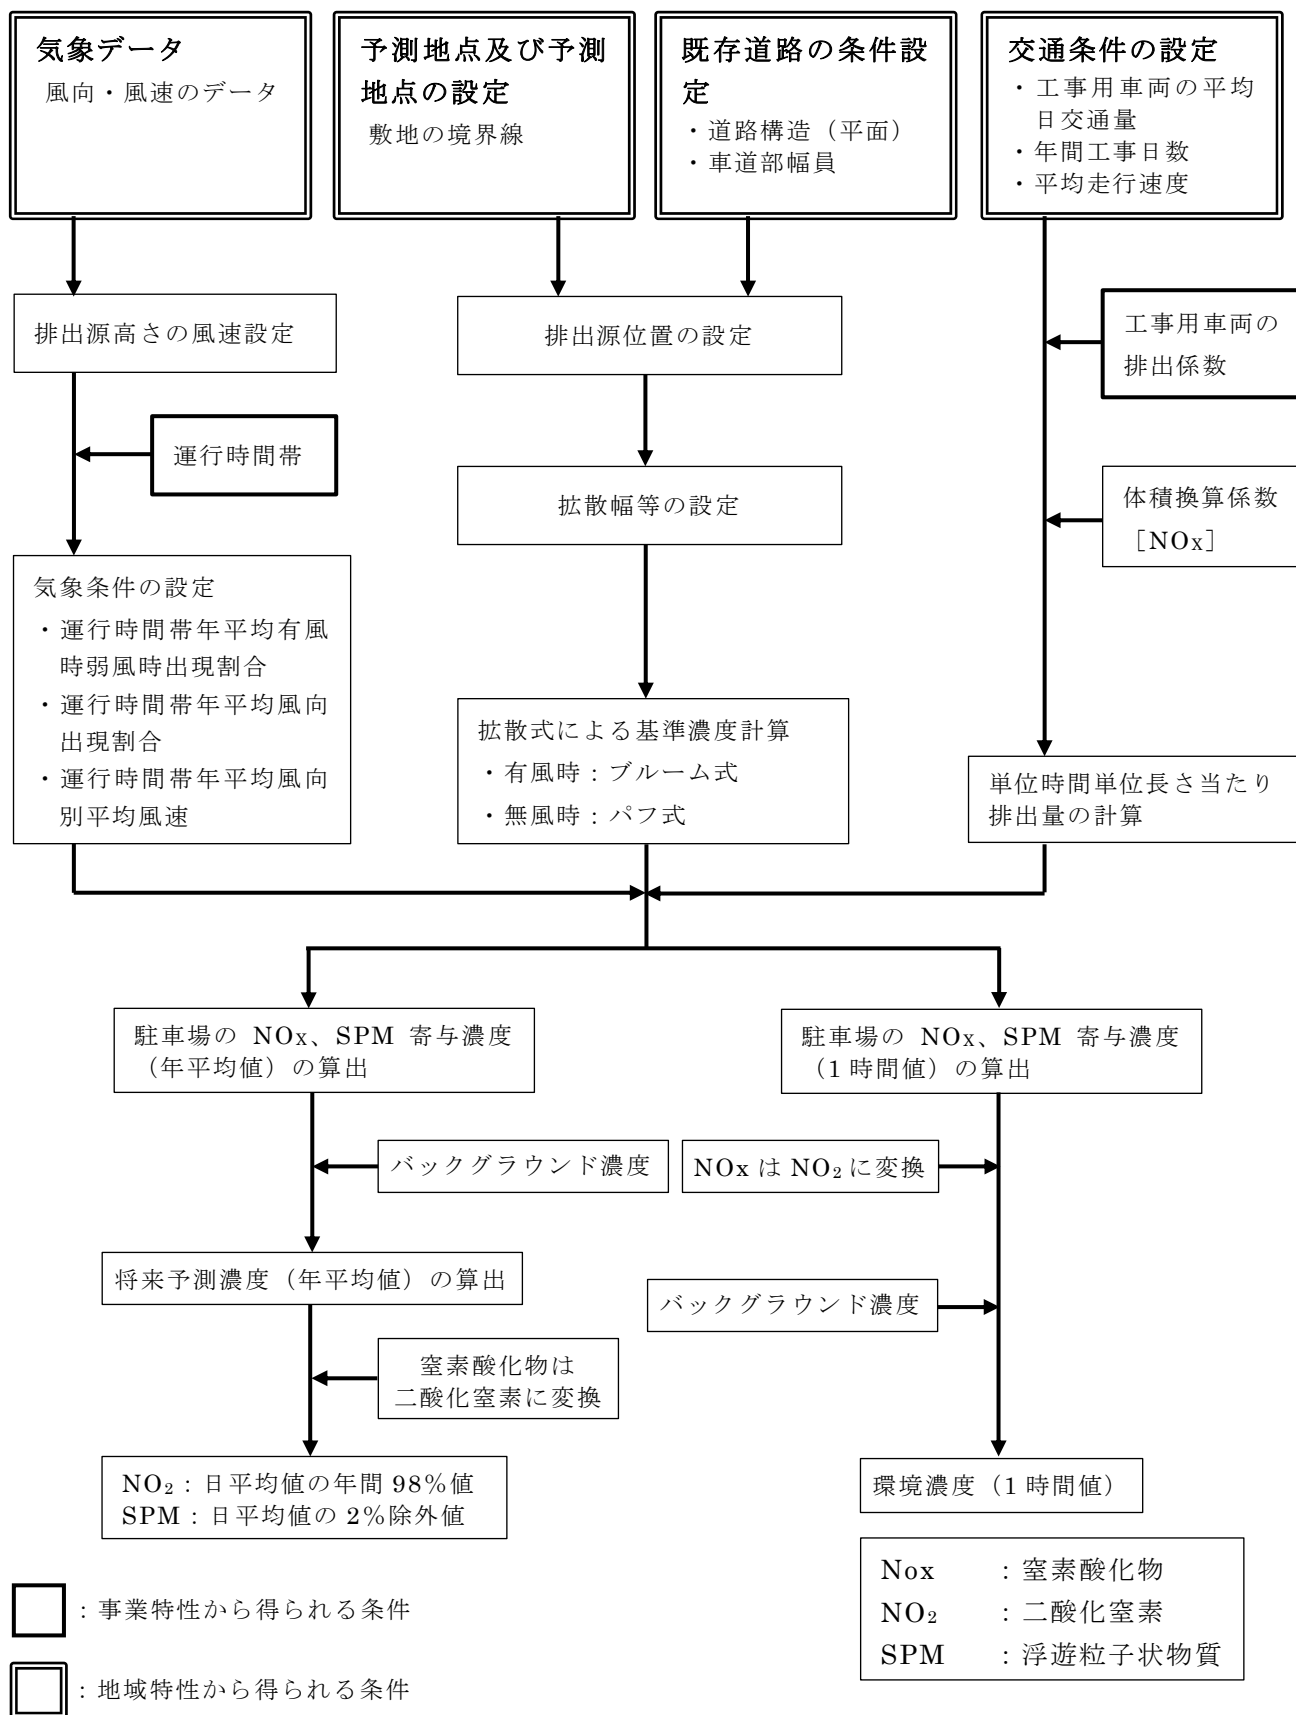 気象データ
風向・風速のデータ
予測地点及び予測
地点の設定
敷地の境界線
既存道路の条件設
定
・道路構造（平面）
・車道部幅員
交通条件の設定
・工事用車両の平均
日交通量
・年間工事日数
・平均走行速度
排出源高さの風速設定
排出源位置の設定
工事用車両の
排出係数
運行時間帯
拡散幅等の設定
体積換算係数
［NOx］
気象条件の設定
・運行時間帯年平均有風
時弱風時出現割合
・運行時間帯年平均風向
出現割合
・運行時間帯年平均風向
別平均風速
拡散式による基準濃度計算
・有風時：プルーム式
・無風時：パフ式
単位時間単位長さ当たり
排出量の計算
駐車場の NOx、SPM 寄与濃度
（年平均値）の算出
駐車場の NOx、SPM 寄与濃度
（1 時間値）の算出
バックグラウンド濃度
NOx は NO₂ に変換
将来予測濃度（年平均値）の算出
バックグラウンド濃度
窒素酸化物は
二酸化窒素に変換
NO₂：日平均値の年間 98%値
SPM：日平均値の 2%除外値
環境濃度（1 時間値）
Nox ：窒素酸化物
NO₂ ：二酸化窒素
SPM ：浮遊粒子状物質
：事業特性から得られる条件
：地域特性から得られる条件